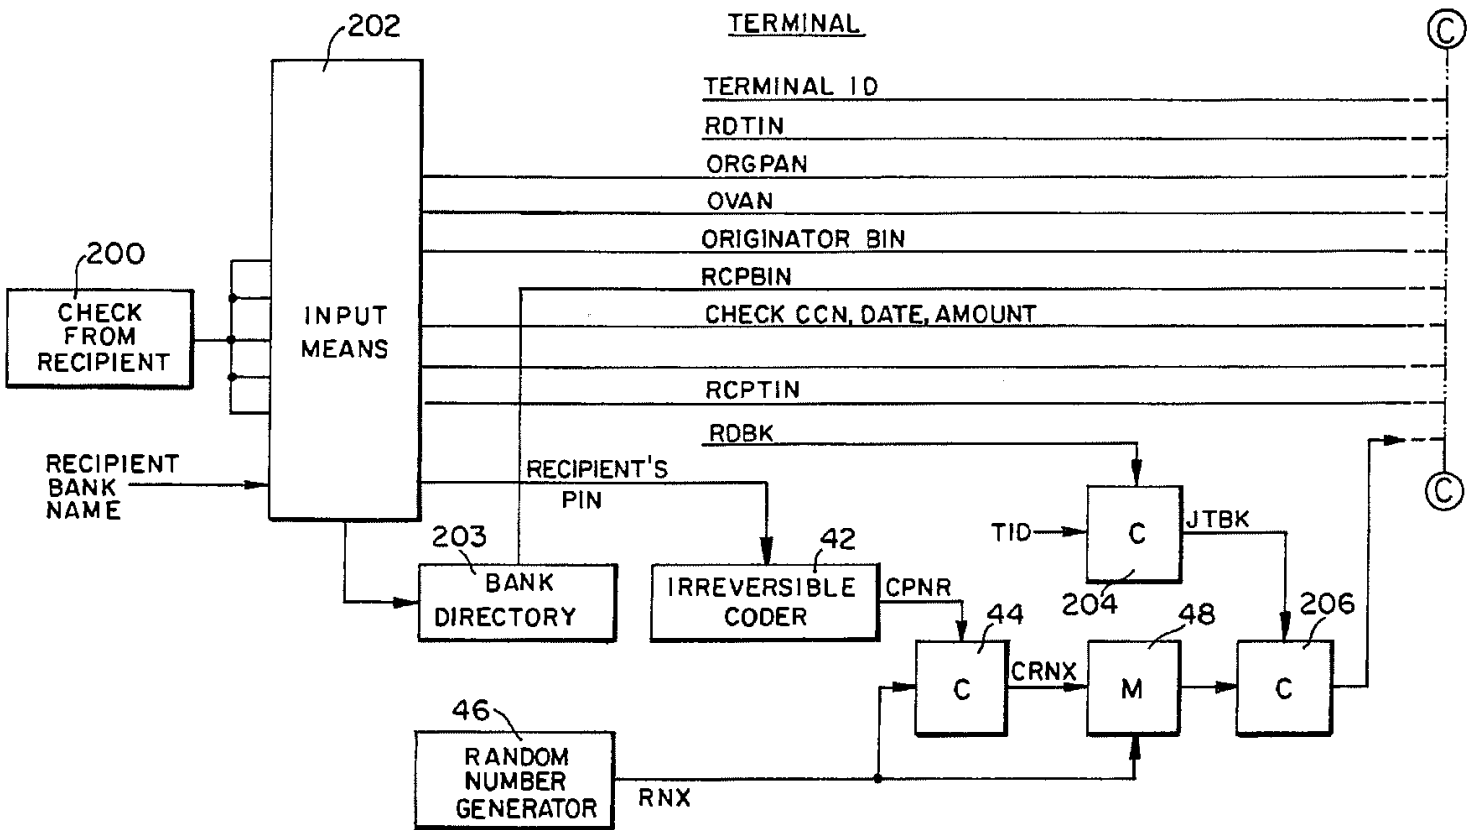 TERMINAL
C
202
TERMINAL ID
RDTIN
ORGPAN
OVAN
ORIGINATOR BIN
RCPBIN
CHECK CCN, DATE, AMOUNT
RCPTIN
RDBK
C
200
CHECK
FROM
RECIPIENT
INPUT
MEANS
RECIPIENT
BANK
NAME
RECIPIENT'S
PIN
203
BANK
DIRECTORY
42
IRREVERSIBLE
CODER
CPNR
TID
C
JTBK
204
44
C
CRNX
48
M
206
C
46
RANDOM
NUMBER
GENERATOR
RNX